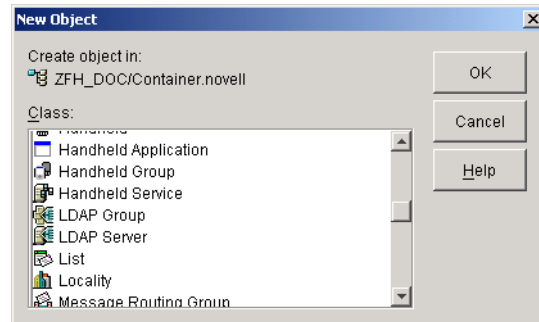 New Object
Create object in:
ZFH_DOC/Container.novell
OK
Class:
Cancel
Handheld
Handheld Application
Handheld Group
Help
Handheld Service
LDAP Group
LDAP Server
List
Locality
Message Routing Group